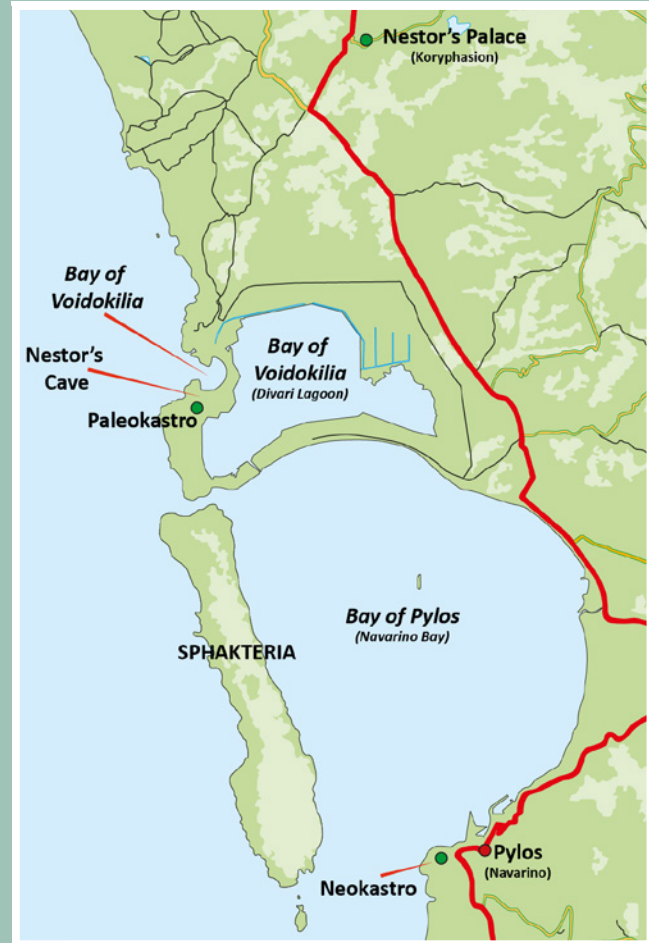 Nestor's Palace
(Koryphasion)
Bay of
Voidokilia
Nestor's
Cave
Bay of
Voidokilia
(Divari Lagoon)
Paleokastro
Bay of Pylos
(Navarino Bay)
SPHAKTERIA
Pylos
(Navarino)
Neokastro